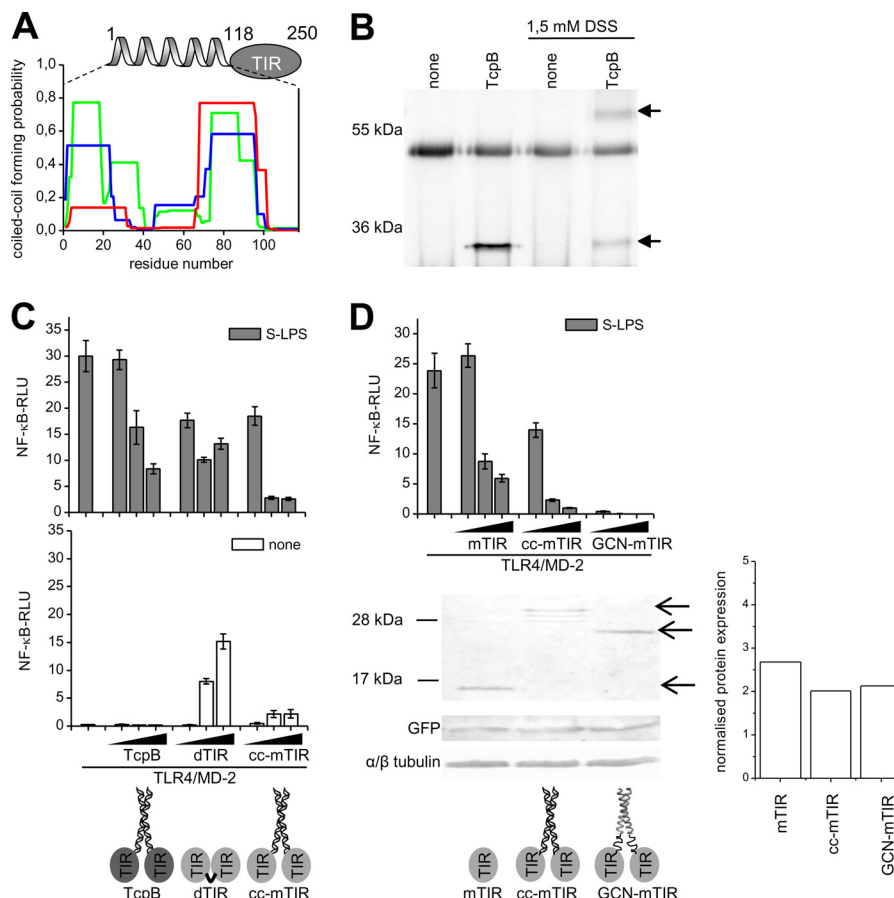 A
1 118 250
TIR
coiled-coil forming probability
1,0
0,8
0,6
0,4
0,2
0,0
0 20 40 60 80 100
residue number
B
1,5 mM DSS
none TcpB none TcpB
55 kDa
36 kDa
C
S-LPS
NF-κB-RLU
35
30
25
20
15
10
5
0
none
NF-κB-RLU
35
30
25
20
15
10
5
0
TcpB dTIR cc-mTIR
TLR4/MD-2
TIR TIR TIR TIR TIR TIR
TcpB dTIR cc-mTIR
D
S-LPS
NF-κB-RLU
25
20
15
10
5
0
mTIR cc-mTIR GCN-mTIR
TLR4/MD-2
28 kDa
17 kDa
GFP
α/β tubulin
TIR TIR TIR TIR TIR
mTIR cc-mTIR GCN-mTIR
normalised protein expression
5
4
3
2
1
0
mTIR
cc-mTIR
GCN-mTIR